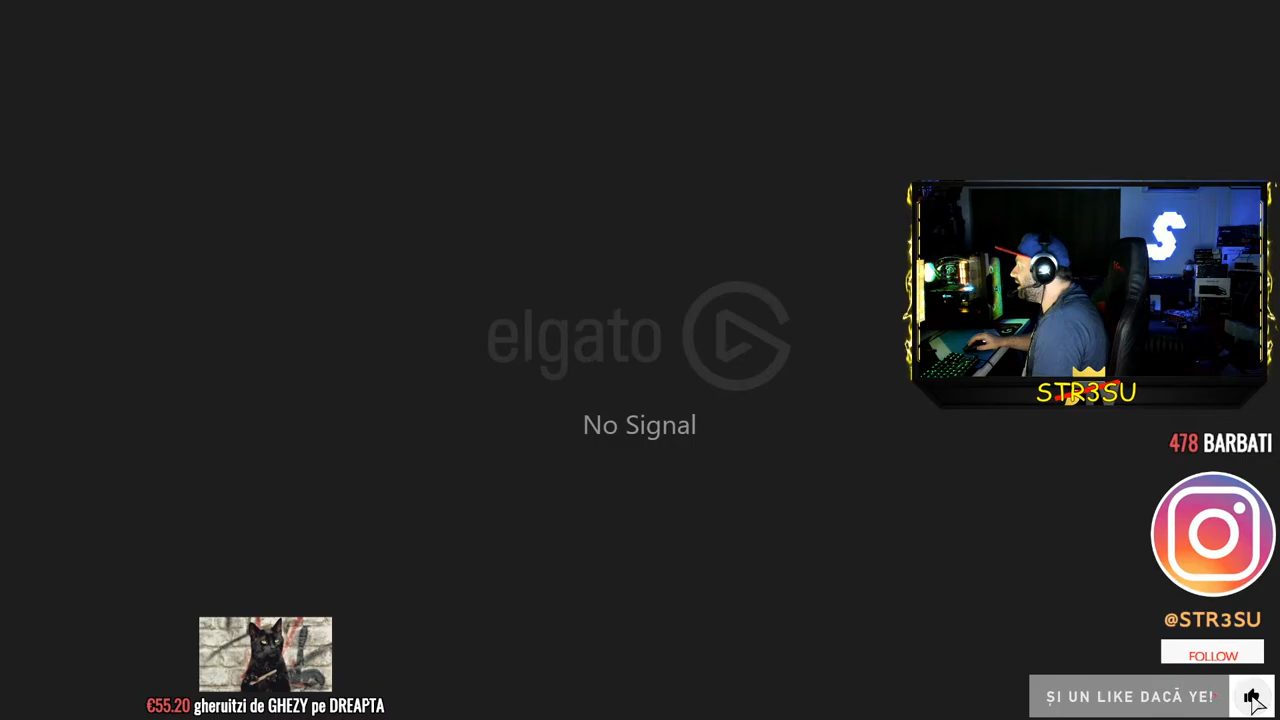 elgato
No Signal
STR3SU
478 BARBATI
@STR3SU
FOLLOW
ȘI UN LIKE DACĂ YE!
€55.20 gheruitzi de GHEZY pe DREAPTA